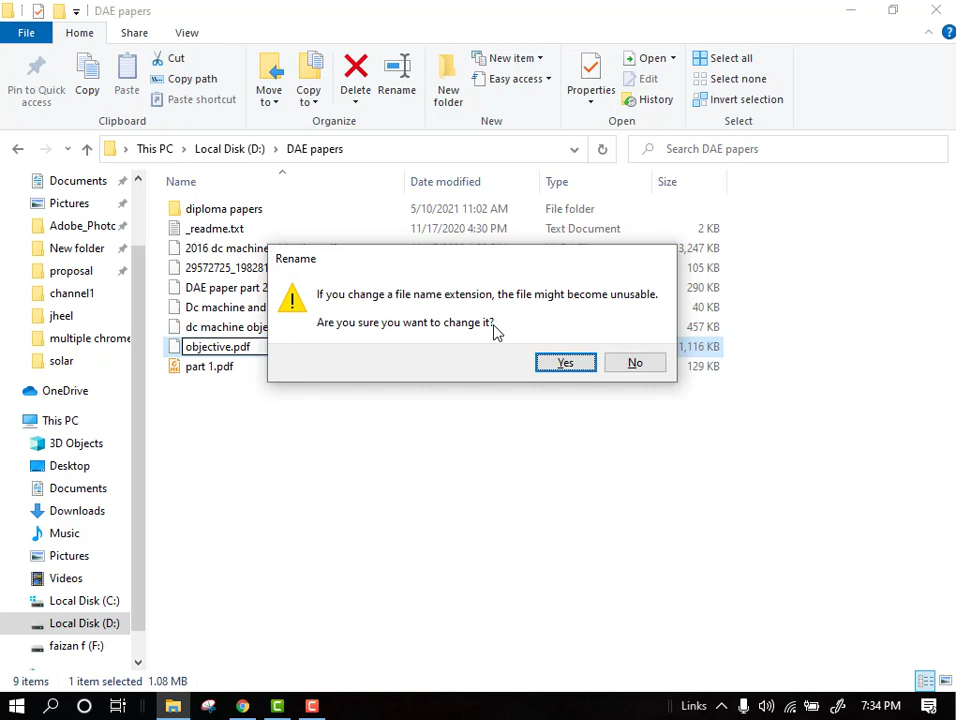 DAE papers
File
Home
Share
View
Pin to Quick access
Copy
Paste
Cut
Copy path
Paste shortcut
Clipboard
Move to
Copy to
Delete
Rename
Organize
New folder
New item
Easy access
New
Properties
Open
Edit
History
Open
Select all
Select none
Invert selection
Select
This PC > Local Disk (D:) > DAE papers
Search DAE papers
Name
Date modified
Type
Size
diploma papers 5/10/2021 11:02 AM File folder
_readme.txt 11/17/2020 4:30 PM Text Document 2 KB
2016 dc machine
3,247 KB
29572725_198281
105 KB
DAE paper part 2
290 KB
Dc machine and
40 KB
dc machine obje
457 KB
objective.pdf
1,116 KB
part 1.pdf
129 KB
Rename
If you change a file name extension, the file might become unusable.
Are you sure you want to change it?
Yes
No
Documents
Pictures
Adobe_Photo
New folder
proposal
channel1
jheel
multiple chrome
solar
OneDrive
This PC
3D Objects
Desktop
Documents
Downloads
Music
Pictures
Videos
Local Disk (C:)
Local Disk (D:)
faizan f (F:)
9 items 1 item selected 1.08 MB
Links
7:34 PM